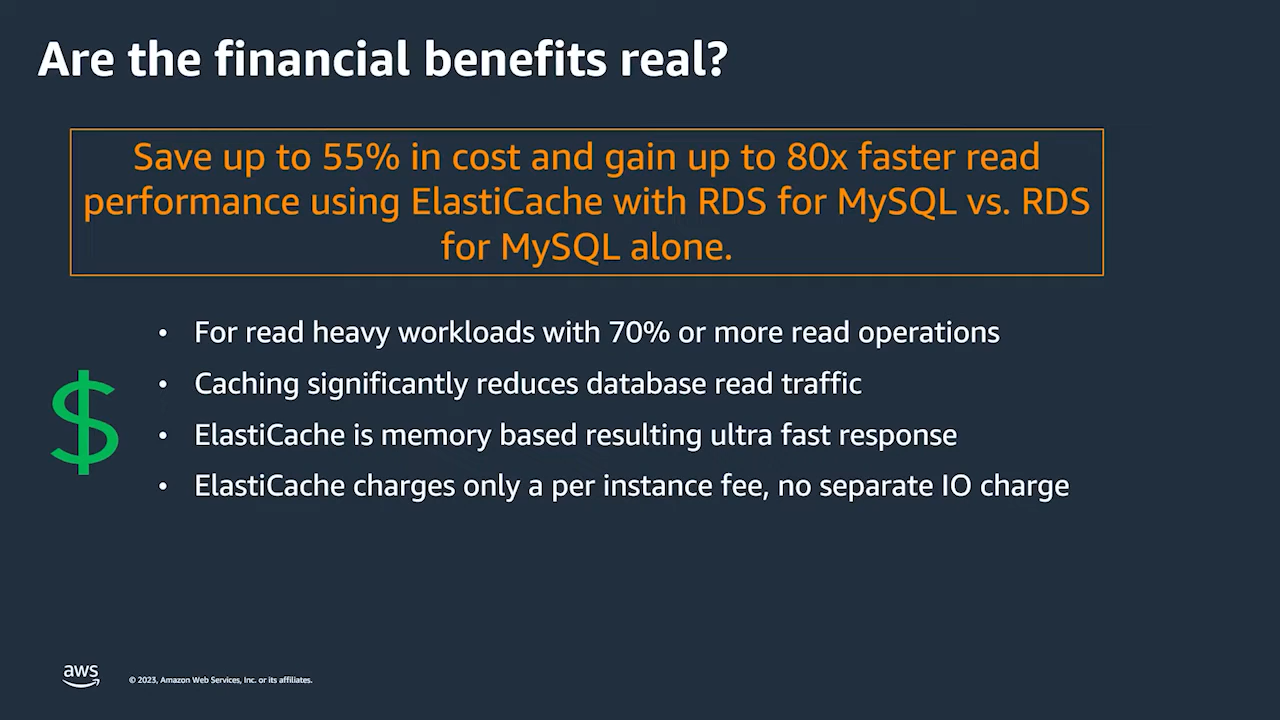 Are the financial benefits real?
Save up to 55% in cost and gain up to 80x faster read
performance using ElastiCache with RDS for MySQL vs. RDS
for MySQL alone.
• For read heavy workloads with 70% or more read operations
• Caching significantly reduces database read traffic
$
• ElastiCache is memory based resulting ultra fast response
• ElastiCache charges only a per instance fee, no separate IO charge
aws
© 2023, Amazon Web Services, Inc. or its affiliates.